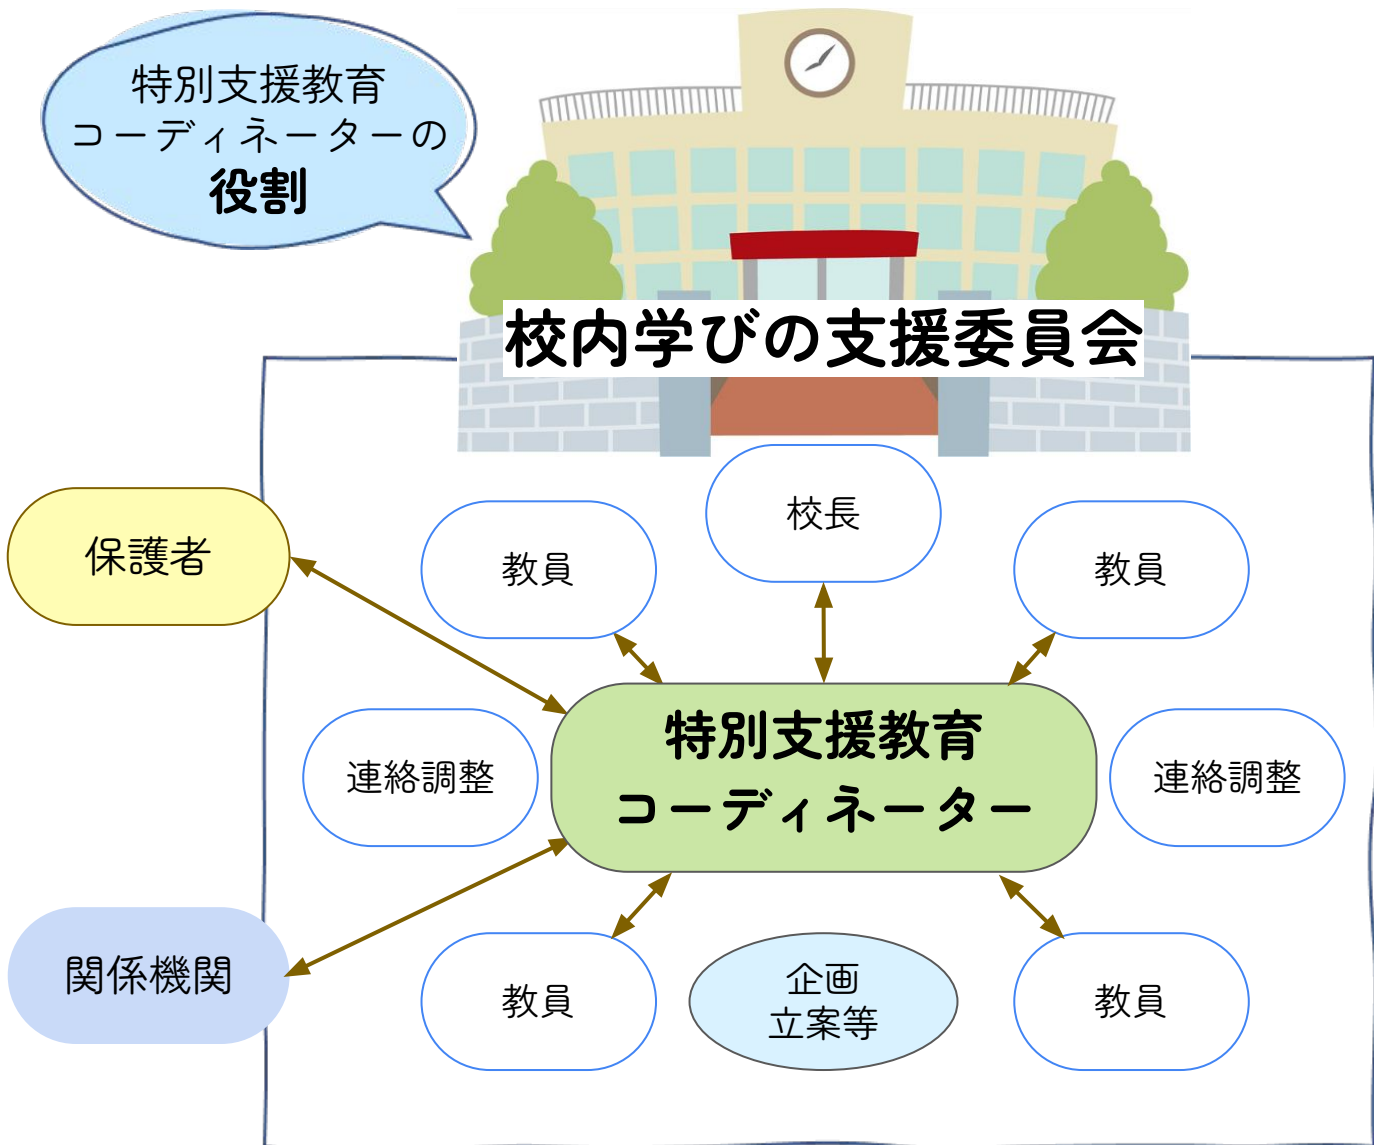 特別支援教育
コーディネーターの
役割
校内学びの支援委員会
校長
教員
教員
保護者
特別支援教育
コーディネーター
連絡調整
連絡調整
関係機関
教員
企画
立案等
教員